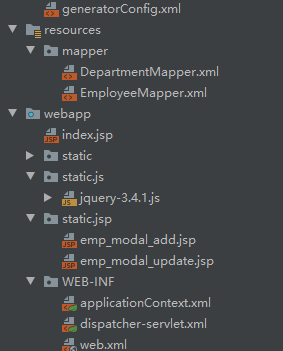 generatorConfig.xml
resources
mapper
DepartmentMapper.xml
EmployeeMapper.xml
webapp
index.jsp
static
static.js
jquery-3.4.1.js
static.jsp
emp_modal_add.jsp
emp_modal_update.jsp
WEB-INF
applicationContext.xml
dispatcher-servlet.xml
web.xml